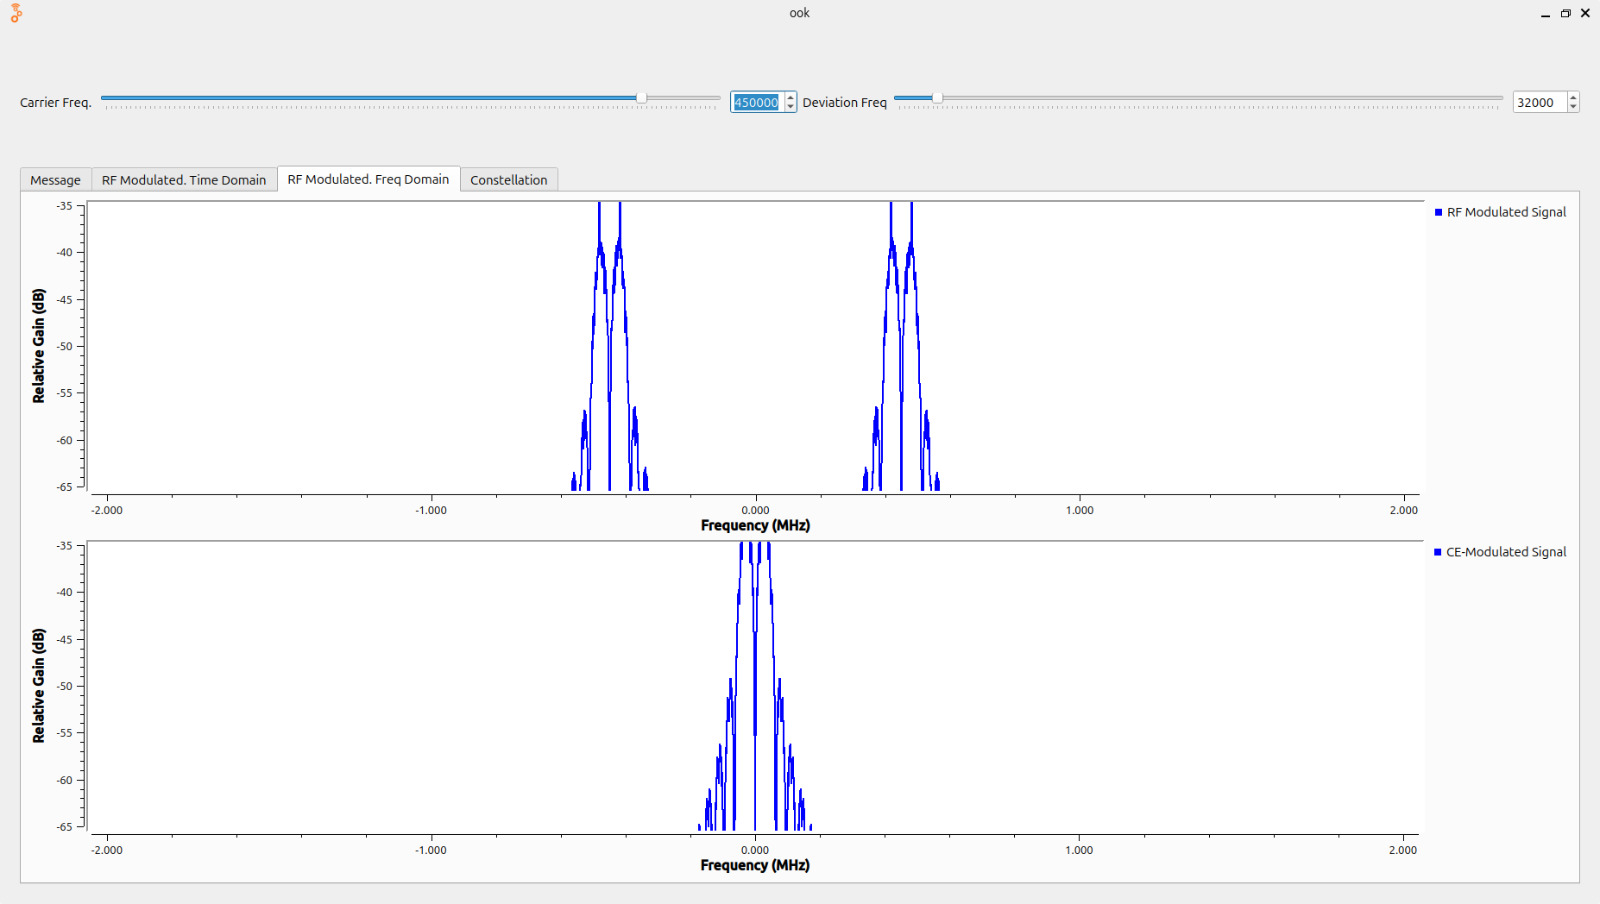 ook
Carrier Freq. 450000 Deviation Freq 32000
Message RF Modulated. Time Domain RF Modulated. Freq Domain Constellation
RF Modulated Signal
Relative Gain (dB)
-35
-40
-45
-50
-55
-60
-65
-2.000 -1.000 0.000 1.000 2.000
Frequency (MHz)
CE-Modulated Signal
Relative Gain (dB)
-35
-40
-45
-50
-55
-60
-65
-2.000 -1.000 0.000 1.000 2.000
Frequency (MHz)